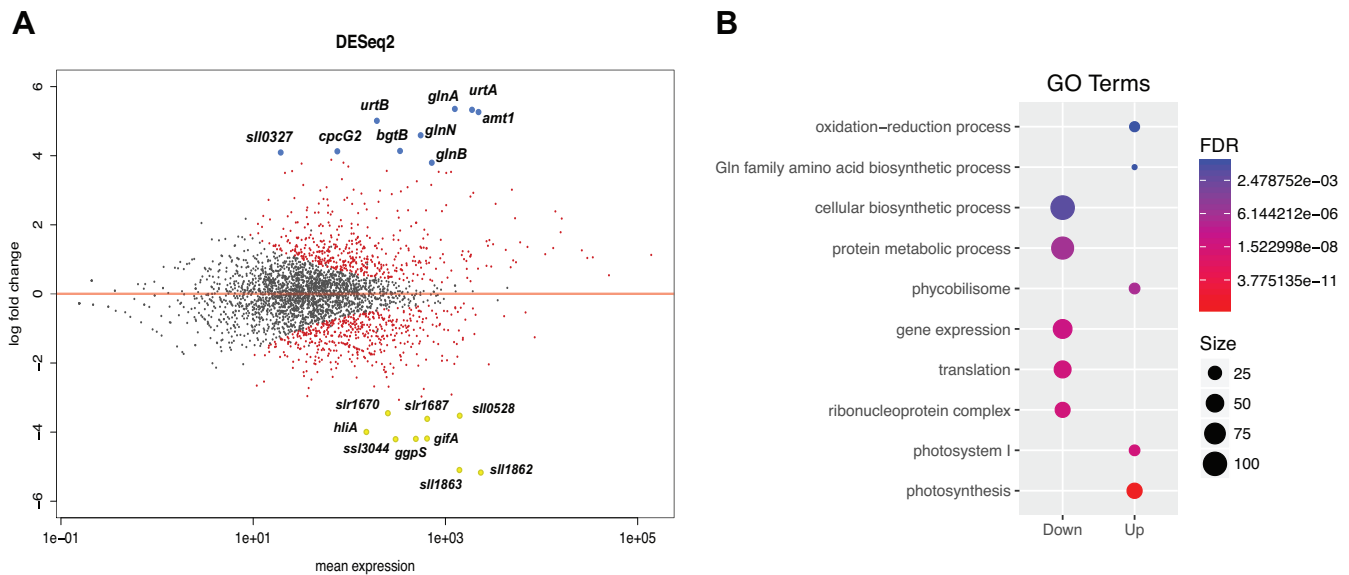 A
DESeq2
log fold change
6
4
2
0
−2
−4
−6
1e−01
1e+01
1e+03
1e+05
mean expression
sll0327
cpcG2
urtB
bgtB
glnA
urtA
amt1
glnN
glnB
slr1670
slr1687
sll0528
hliA
ssl3044
ggpS
gifA
sll1863
sll1862
B
GO Terms
oxidation−reduction process
Gln family amino acid biosynthetic process
cellular biosynthetic process
protein metabolic process
phycobilisome
gene expression
translation
ribonucleoprotein complex
photosystem I
photosynthesis
Down
Up
FDR
2.478752e−03
6.144212e−06
1.522998e−08
3.775135e−11
Size
25
50
75
100